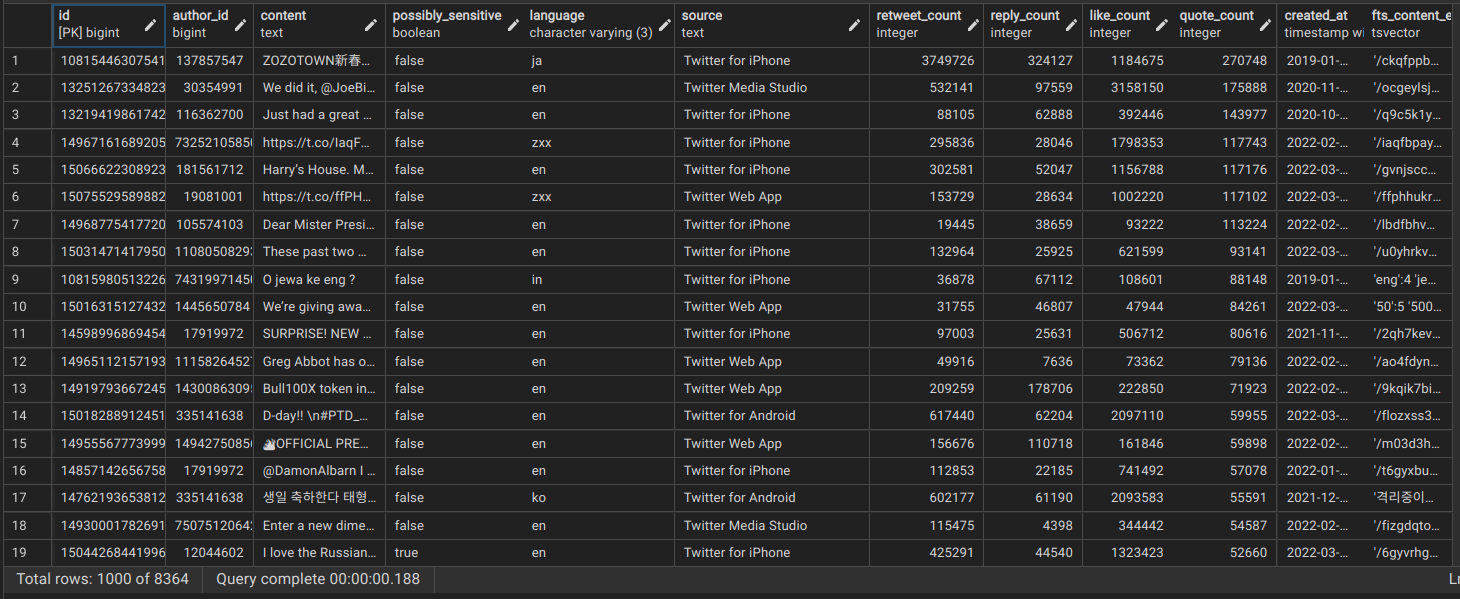 id author_id content possibly_sensitive language source retweet_count reply_count like_count quote_count created_at fts_content_e
[PK] bigint bigint text boolean character varying (3) text integer integer integer integer timestamp wi tsvector
1 10815446307541 137857547 ZOZOTOWN新春... false ja Twitter for iPhone 3749726 324127 1184675 270748 2019-01-... '/ckqfppb...
2 13251267334823 30354991 We did it, @JoeBi... false en Twitter Media Studio 532141 97559 3158150 175888 2020-11-... '/ocgeylsj...
3 13219419861742 116362700 Just had a great ... false en Twitter for iPhone 88105 62888 392446 143977 2020-10-... '/q9c5k1y...
4 14967161689205 7325210585 https://t.co/IaqF... false zxx Twitter for iPhone 295836 28046 1798353 117743 2022-02-... '/iaqfbpay...
5 15066622308923 181561712 Harry's House. M... false en Twitter for iPhone 302581 52047 1156788 117176 2022-03-... '/gvnjscc...
6 15075529589882 19081001 https://t.co/ffPH... false zxx Twitter Web App 153729 28634 1002220 117102 2022-03-... '/ffphhukr...
7 14968775417720 105574103 Dear Mister Presi... false en Twitter for iPhone 19445 38659 93222 113224 2022-02-... '/lbdfbhv...
8 15031471417950 1108050829 These past two ... false en Twitter for iPhone 132964 25925 621599 93141 2022-03-... '/u0yhrkv...
9 10815980513226 74319971450 O jewa ke eng ? false in Twitter for iPhone 36878 67112 108601 88148 2019-01-... 'eng':4 'je...
10 15016315127432 1445650784 We're giving awa... false en Twitter Web App 31755 46807 47944 84261 2022-03-... '50':5 '500...
11 14598996869454 17919972 SURPRISE! NEW ... false en Twitter for iPhone 97003 25631 506712 80616 2021-11-... '/2qh7kev...
12 14965112157193 1115826452 Greg Abbot has o... false en Twitter Web App 49916 7636 73362 79136 2022-02-... '/ao4fdyn...
13 14919793667245 1430086309 Bull100X token in... false en Twitter Web App 209259 178706 222850 71923 2022-02-... '/9kqik7bi...
14 15018288912451 335141638 D-day!! \n#PTD_... false en Twitter for Android 617440 62204 2097110 59955 2022-03-... '/flozxss3...
15 14955567773999 1494275085 OFFICIAL PRE... false en Twitter Web App 156676 110718 161846 59898 2022-02-... '/m03d3h...
16 14857142656758 17919972 @DamonAlbarn I ... false en Twitter for iPhone 112853 22185 741492 57078 2022-01-... '/t6gyxbu...
17 14762193653812 335141638 생일 축하한다 태형... false ko Twitter for Android 602177 61190 2093583 55591 2021-12-... '격리중이...
18 14930001782691 7507512064 Enter a new dime... false en Twitter Media Studio 115475 4398 344442 54587 2022-02-... '/fizgdqto...
19 15044268441996 12044602 I love the Russian... true en Twitter for iPhone 425291 44540 1323423 52660 2022-03-... '/6gyvrhg...
Total rows: 1000 of 8364 Query complete 00:00:00.188 Ln